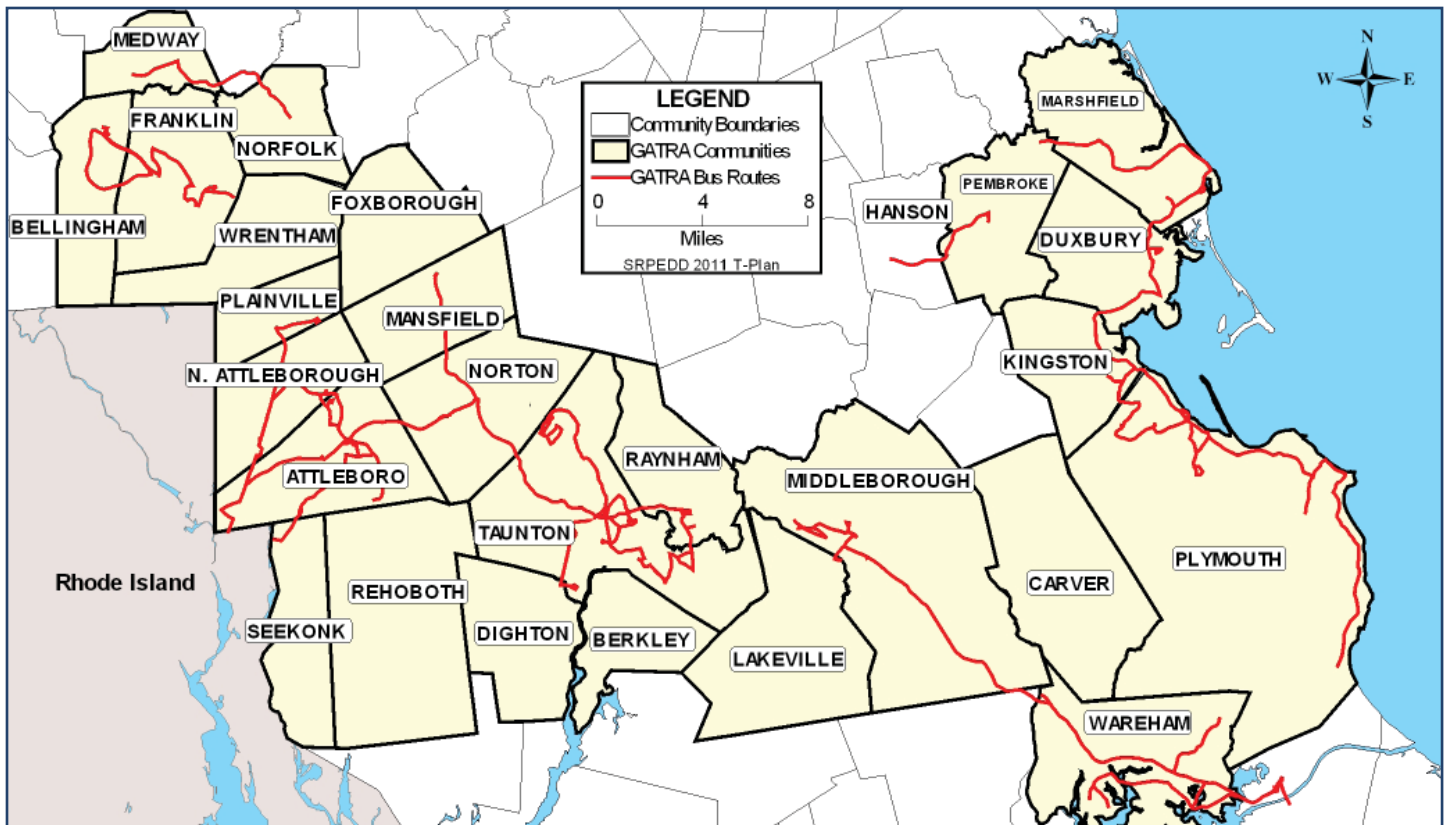 MEDWAY
FRANKLIN
NORFOLK
BELLINGHAM
WRENTHAM
FOXBOROUGH
PLAINVILLE
MANSFIELD
N. ATTLEBOROUGH
NORTON
ATTLEBORO
RAYNHAM
TAUNTON
Rhode Island
REHOBOTH
SEEKONK
DIGHTON
BERKLEY
LAKEVILLE
MIDDLEBOROUGH
CARVER
PLYMOUTH
WAREHAM
KINGSTON
DUXBURY
HANSON
PEMBROKE
MARSHFIELD
LEGEND
Community Boundaries
GATRA Communities
GATRA Bus Routes
0 4 8
Miles
SRPEDD 2011 T-Plan
N
W E
S